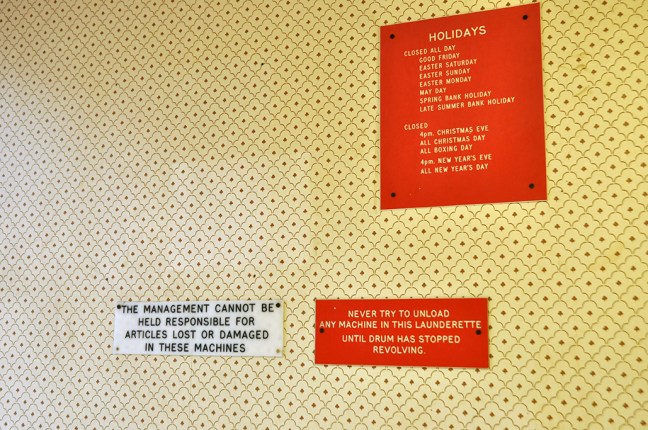 HOLIDAYS
CLOSED ALL DAY
GOOD FRIDAY
EASTER SATURDAY
EASTER SUNDAY
EASTER MONDAY
MAY DAY
SPRING BANK HOLIDAY
LATE SUMMER BANK HOLIDAY
CLOSED
4pm. CHRISTMAS EVE
ALL CHRISTMAS DAY
ALL BOXING DAY
4pm. NEW YEAR'S EVE
ALL NEW YEAR'S DAY
THE MANAGEMENT CANNOT BE
HELD RESPONSIBLE FOR
ARTICLES LOST OR DAMAGED
IN THESE MACHINES
NEVER TRY TO UNLOAD
ANY MACHINE IN THIS LAUNDERETTE
UNTIL DRUM HAS STOPPED
REVOLVING.